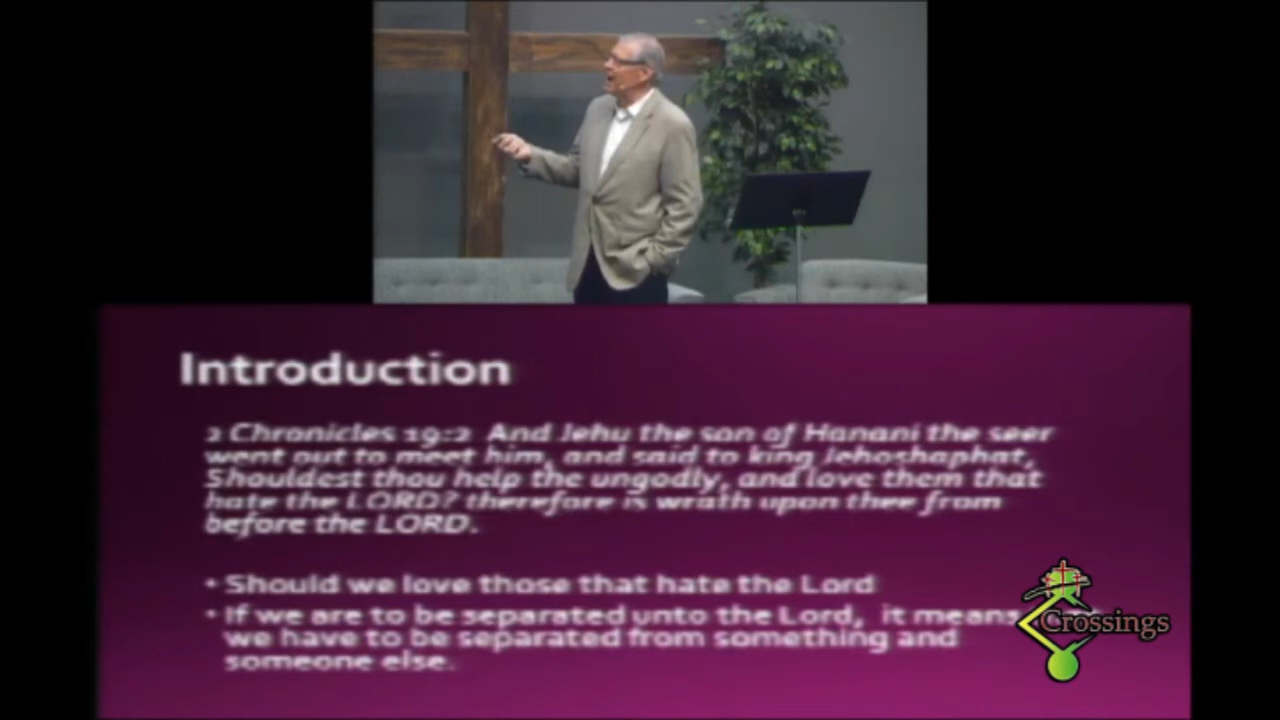 Introduction
2 Chronicles 19:2 And Jehu the son of Hanani the seer
went out to meet him, and said to king Jehoshaphat,
Shouldest thou help the ungodly, and love them that
hate the LORD? therefore is wrath upon thee from
before the LORD.
• Should we love those that hate the Lord
• If we are to be separated unto the Lord, it means
we have to be separated from something and
someone else.
Crossings